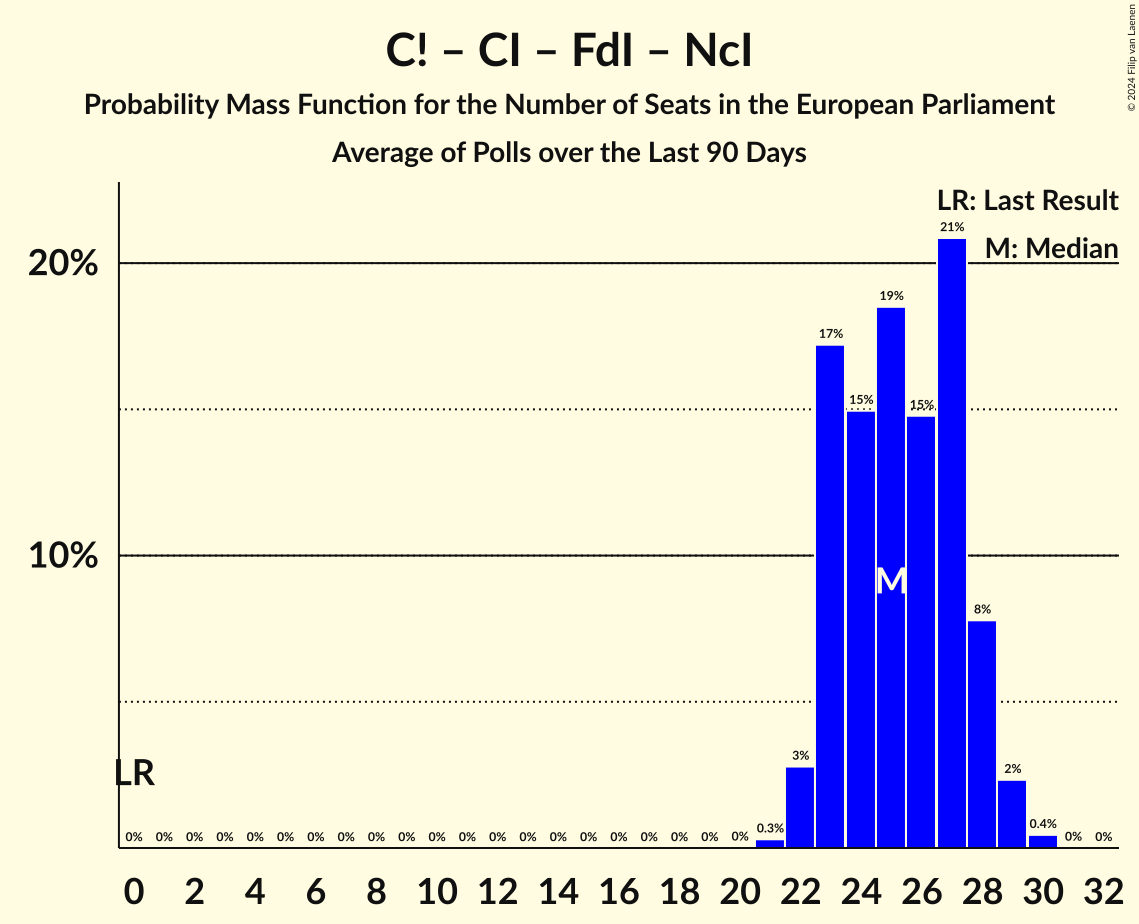 C! – CI – FdI – NcI
Probability Mass Function for the Number of Seats in the European Parliament
Average of Polls over the Last 90 Days
© 2024 Filip van Laenen
LR: Last Result
M: Median
20%
10%
21%
19%
17%
15%
15%
8%
3%
2%
0.3%
0.4%
M
LR
0% 0% 0% 0% 0% 0% 0% 0% 0% 0% 0% 0% 0% 0% 0% 0% 0% 0% 0% 0% 0% 0% 0%
0 2 4 6 8 10 12 14 16 18 20 22 24 26 28 30 32